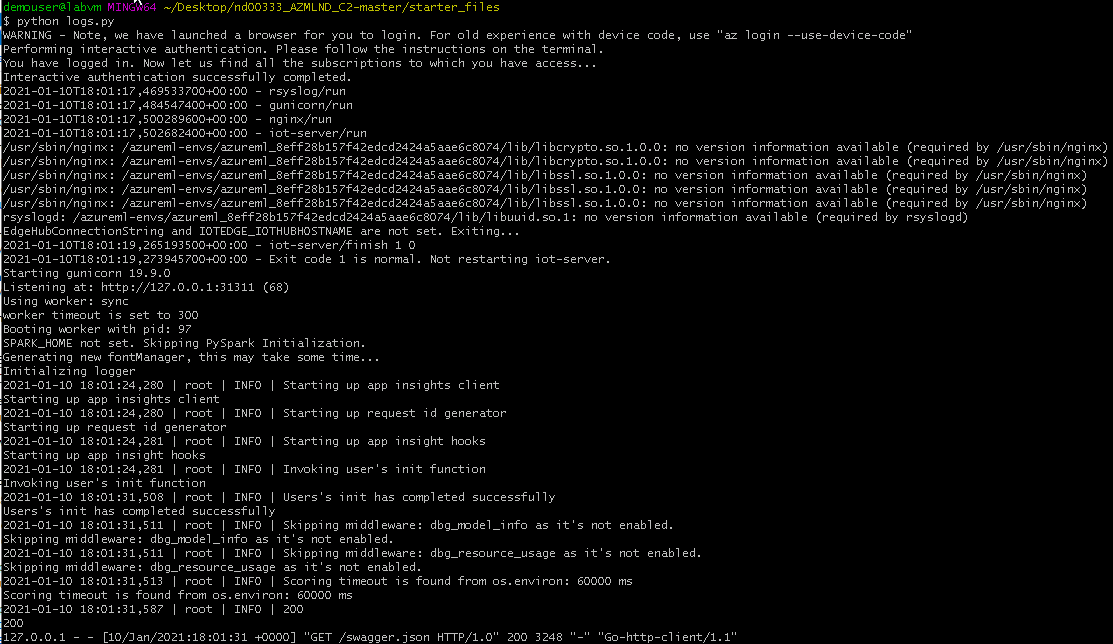 demouser@labvm MINGW64 ~/Desktop/nd00333_AZMLND_C2-master/starter_files
$ python logs.py
WARNING - Note, we have launched a browser for you to login. For old experience with device code, use "az login --use-device-code"
Performing interactive authentication. Please follow the instructions on the terminal.
You have logged in. Now let us find all the subscriptions to which you have access...
Interactive authentication successfully completed.
2021-01-10T18:01:17,469533700+00:00 - rsyslog/run
2021-01-10T18:01:17,484547400+00:00 - gunicorn/run
2021-01-10T18:01:17,500289600+00:00 - nginx/run
2021-01-10T18:01:17,502682400+00:00 - iot-server/run
/usr/sbin/nginx: /azureml-envs/azureml_8eff28b157f42edcd2424a5aae6c8074/lib/libcrypto.so.1.0.0: no version information available (required by /usr/sbin/nginx)
/usr/sbin/nginx: /azureml-envs/azureml_8eff28b157f42edcd2424a5aae6c8074/lib/libcrypto.so.1.0.0: no version information available (required by /usr/sbin/nginx)
/usr/sbin/nginx: /azureml-envs/azureml_8eff28b157f42edcd2424a5aae6c8074/lib/libssl.so.1.0.0: no version information available (required by /usr/sbin/nginx)
/usr/sbin/nginx: /azureml-envs/azureml_8eff28b157f42edcd2424a5aae6c8074/lib/libssl.so.1.0.0: no version information available (required by /usr/sbin/nginx)
/usr/sbin/nginx: /azureml-envs/azureml_8eff28b157f42edcd2424a5aae6c8074/lib/libssl.so.1.0.0: no version information available (required by /usr/sbin/nginx)
rsyslogd: /azureml-envs/azureml_8eff28b157f42edcd2424a5aae6c8074/lib/libuuid.so.1: no version information available (required by rsyslogd)
EdgeHubConnectionString and IOTEDGE_IOTHUBHOSTNAME are not set. Exiting...
2021-01-10T18:01:19,265193500+00:00 - iot-server/finish 1 0
2021-01-10T18:01:19,273945700+00:00 - Exit code 1 is normal. Not restarting iot-server.
Starting gunicorn 19.9.0
Listening at: http://127.0.0.1:31311 (68)
Using worker: sync
worker timeout is set to 300
Booting worker with pid: 97
SPARK_HOME not set. Skipping PySpark Initialization.
Generating new fontManager, this may take some time...
Initializing logger
2021-01-10 18:01:24,280 | root | INFO | Starting up app insights client
Starting up app insights client
2021-01-10 18:01:24,280 | root | INFO | Starting up request id generator
Starting up request id generator
2021-01-10 18:01:24,281 | root | INFO | Starting up app insight hooks
Starting up app insight hooks
2021-01-10 18:01:24,281 | root | INFO | Invoking user's init function
Invoking user's init function
2021-01-10 18:01:31,508 | root | INFO | Users's init has completed successfully
Users's init has completed successfully
2021-01-10 18:01:31,511 | root | INFO | Skipping middleware: dbg_model_info as it's not enabled.
Skipping middleware: dbg_model_info as it's not enabled.
2021-01-10 18:01:31,511 | root | INFO | Skipping middleware: dbg_resource_usage as it's not enabled.
Skipping middleware: dbg_resource_usage as it's not enabled.
2021-01-10 18:01:31,513 | root | INFO | Scoring timeout is found from os.environ: 60000 ms
Scoring timeout is found from os.environ: 60000 ms
2021-01-10 18:01:31,587 | root | INFO | 200
200
127.0.0.1 - - [10/Jan/2021:18:01:31 +0000] "GET /swagger.json HTTP/1.0" 200 3248 "-" "Go-http-client/1.1"